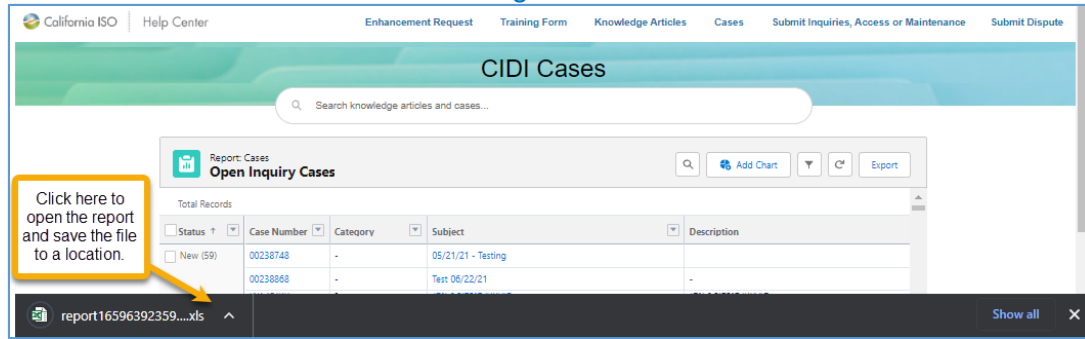 California ISO Help Center Enhancement Request Training Form Knowledge Articles Cases Submit Inquiries, Access or Maintenance Submit Dispute
CIDI Cases
Search knowledge articles and cases...
Report: Cases
Open Inquiry Cases
Add Chart
Export
Click here to
open the report
and save the file
to a location.
Total Records
Status ↑ Case Number Category Subject Description
New (59) 00238748 - 05/21/21 - Testing
00238868 - Test 06/22/21 -
report16596392359....xls
Show all